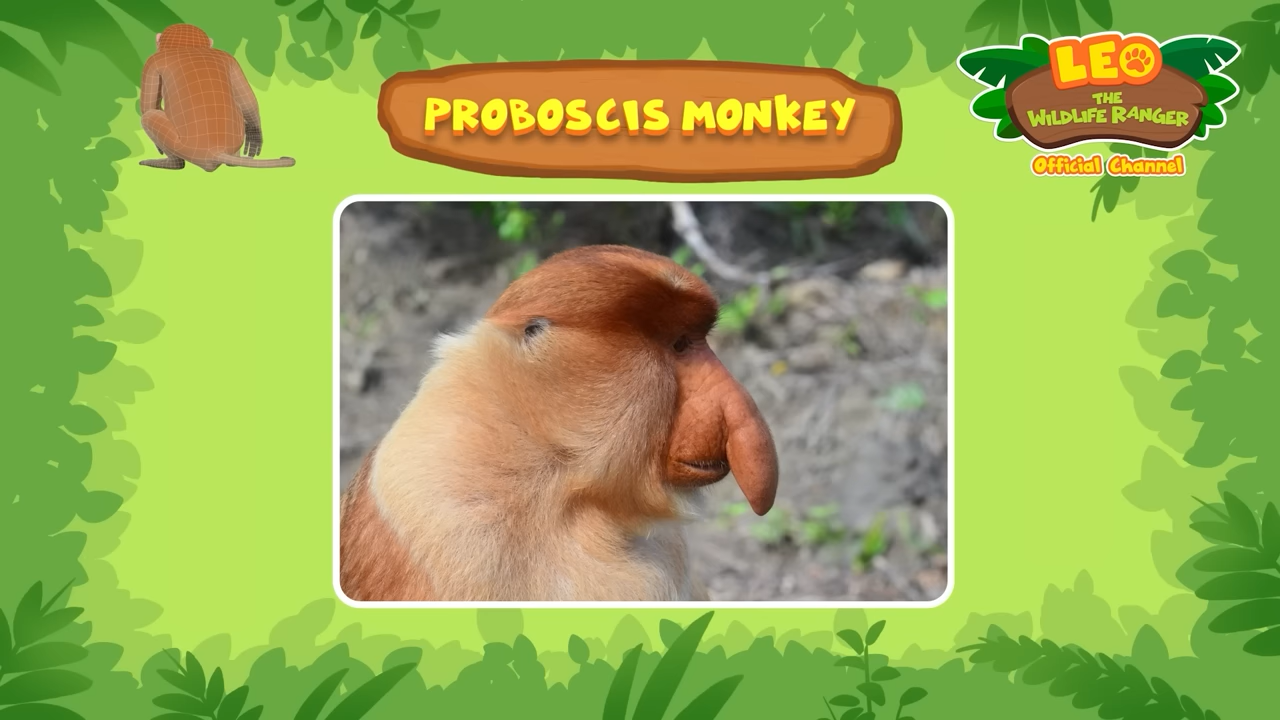 PROBOSCIS MONKEY
LEO
THE
WILDLIFE RANGER
Official Channel